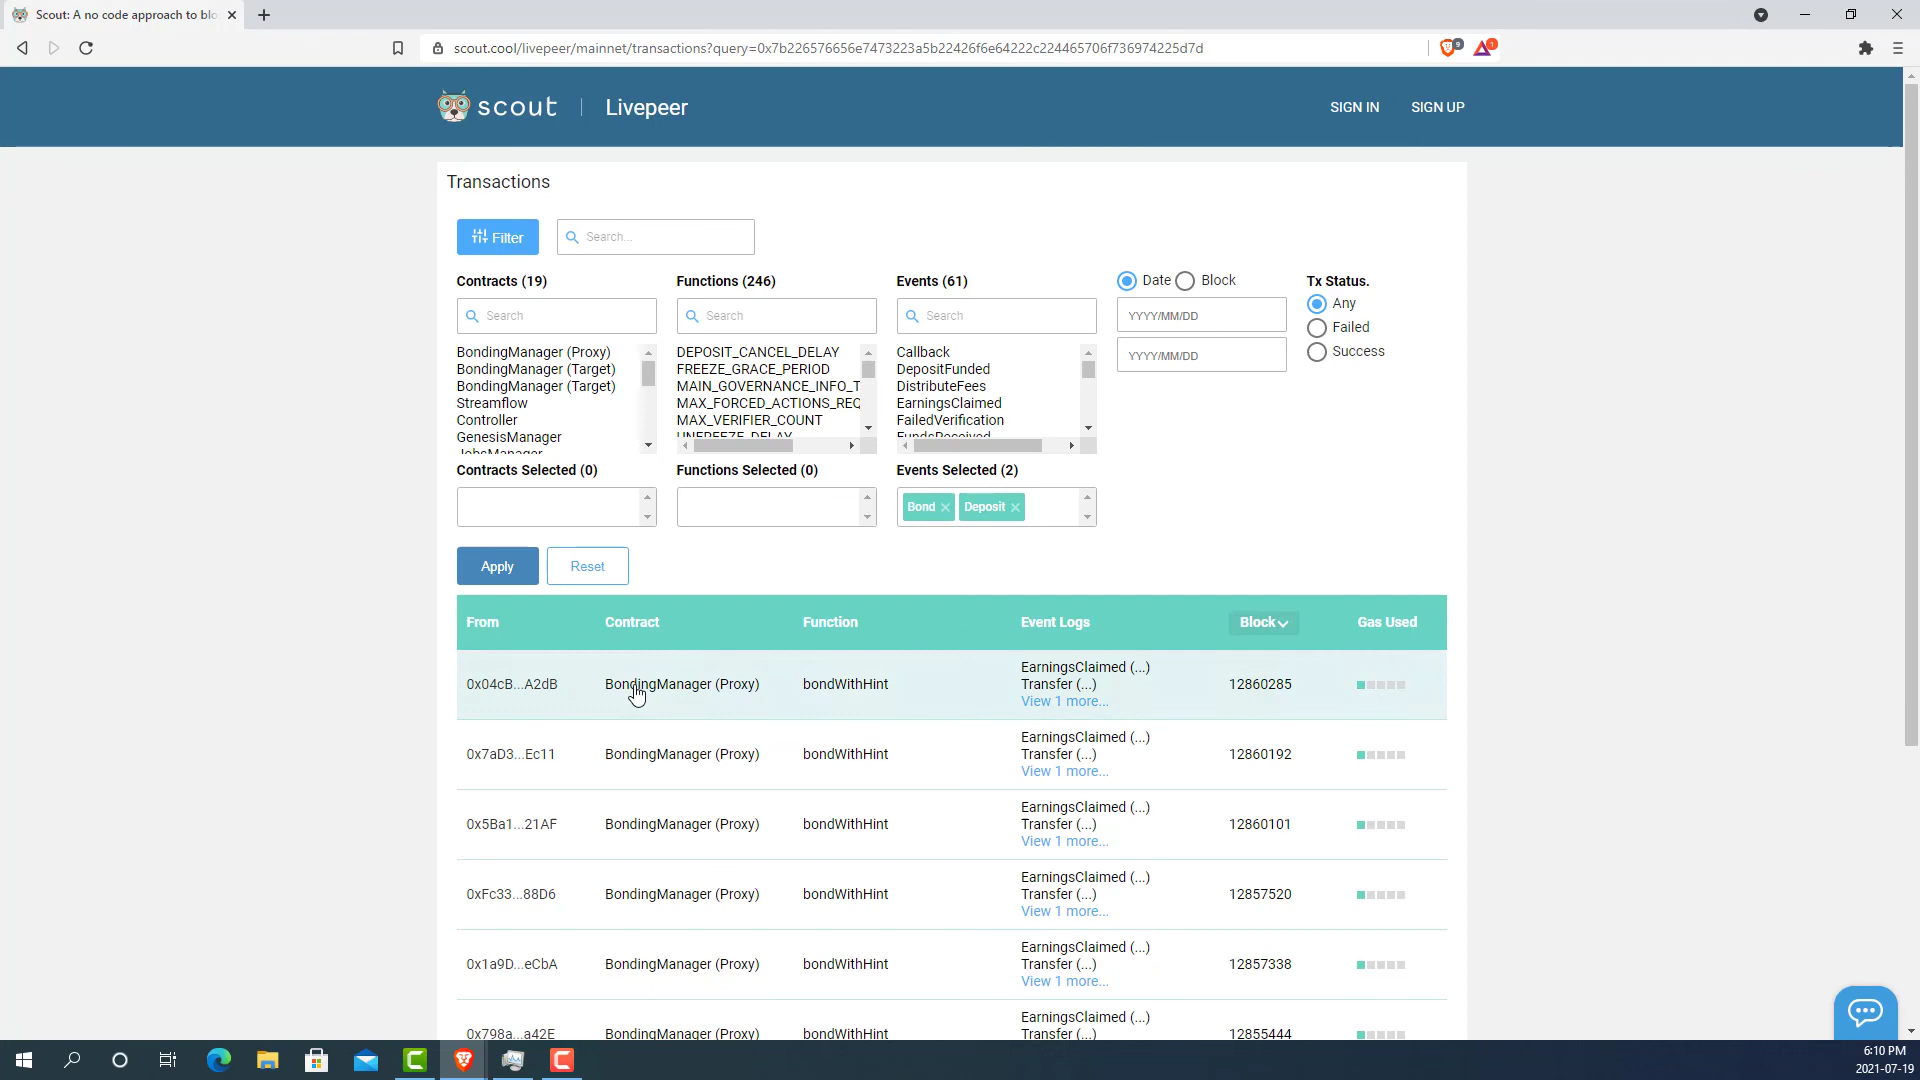 Scout: A no code approach to blo
scout.cool/livepeer/mainnet/transactions?query=0x7b226576656e7473223a5b22426f6e64222c224465706f736974225d7d
9
1
scout
Livepeer
SIGN IN
SIGN UP
Transactions
Filter
Search...
Contracts (19)
Functions (246)
Events (61)
Date
Block
Tx Status.
Search
Search
Search
YYYY/MM/DD
YYYY/MM/DD
Any
Failed
Success
BondingManager (Proxy)
BondingManager (Target)
BondingManager (Target)
Streamflow
Controller
GenesisManager
JobsManager
DEPOSIT_CANCEL_DELAY
FREEZE_GRACE_PERIOD
MAIN_GOVERNANCE_INFO_T
MAX_FORCED_ACTIONS_REQ
MAX_VERIFIER_COUNT
UNFREEZE_DELAY
Callback
DepositFunded
DistributeFees
EarningsClaimed
FailedVerification
FundsReceived
Contracts Selected (0)
Functions Selected (0)
Events Selected (2)
Bond
Deposit
Apply
Reset
From Contract Function Event Logs Block Gas Used
0x04cB...A2dB BondingManager (Proxy) bondWithHint EarningsClaimed (...) 12860285
Transfer (...)
View 1 more...
0x7aD3...Ec11 BondingManager (Proxy) bondWithHint EarningsClaimed (...) 12860192
Transfer (...)
View 1 more...
0x5Ba1...21AF BondingManager (Proxy) bondWithHint EarningsClaimed (...) 12860101
Transfer (...)
View 1 more...
0xFc33...88D6 BondingManager (Proxy) bondWithHint EarningsClaimed (...) 12857520
Transfer (...)
View 1 more...
0x1a9D...eCbA BondingManager (Proxy) bondWithHint EarningsClaimed (...) 12857338
Transfer (...)
View 1 more...
0x798a...a42E BondingManager (Proxy) bondWithHint EarningsClaimed (...) 12855444
Transfer (...)
6:10 PM
2021-07-19